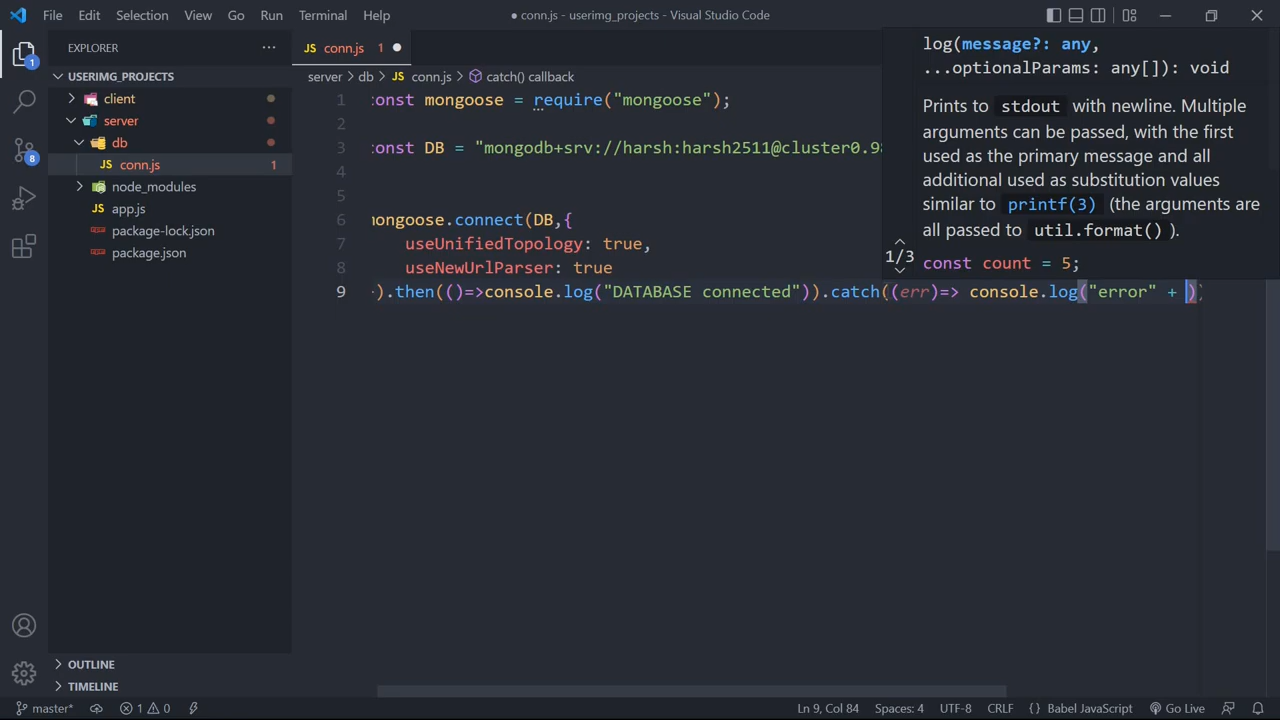 File Edit Selection View Go Run Terminal Help
● conn.js - userimg_projects - Visual Studio Code
EXPLORER
USERIMG_PROJECTS
client
server
db
JS conn.js 1
node_modules
JS app.js
package-lock.json
package.json
OUTLINE
TIMELINE
1
8
JS conn.js 1 ●
server > db > JS conn.js > catch() callback
1 const mongoose = require("mongoose");
2
3 const DB = "mongodb+srv://harsh:harsh2511@cluster0.98
4
5
6 mongoose.connect(DB,{
7 useUnifiedTopology: true,
8 useNewUrlParser: true
9 }).then(()=>console.log("DATABASE connected")).catch((err)=> console.log("error" + ))
log(message?: any,
...optionalParams: any[]): void
Prints to stdout with newline. Multiple
arguments can be passed, with the first
used as the primary message and all
additional used as substitution values
similar to printf(3) (the arguments are
all passed to util.format() ).
1/3
const count = 5;
master* 1 0 Ln 9, Col 84 Spaces: 4 UTF-8 CRLF {} Babel JavaScript Go Live